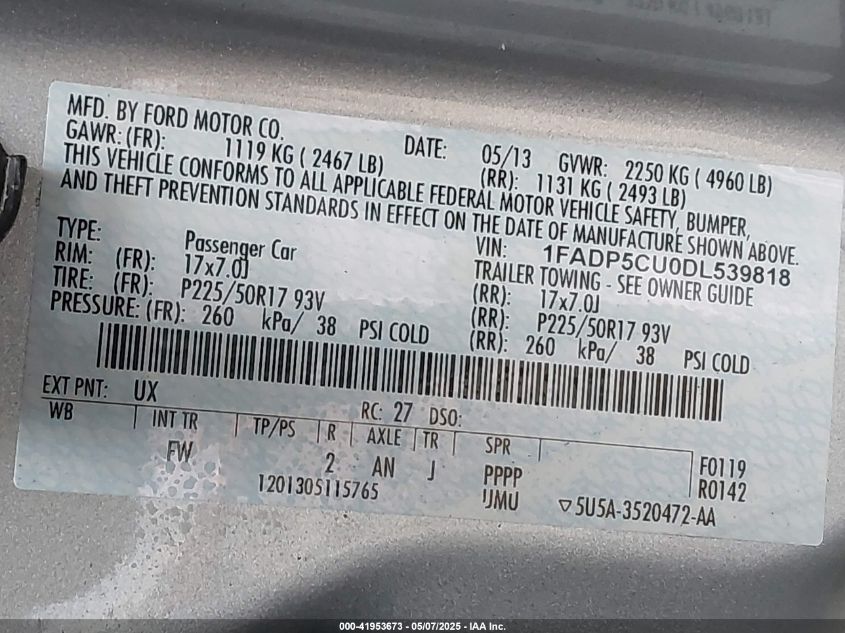 MFD. BY FORD MOTOR CO. DATE: 05/13 GVWR: 2250 KG ( 4960 LB)
GAWR: (FR): 1119 KG ( 2467 LB) (RR): 1131 KG ( 2493 LB)
THIS VEHICLE CONFORMS TO ALL APPLICABLE FEDERAL MOTOR VEHICLE SAFETY, BUMPER,
AND THEFT PREVENTION STANDARDS IN EFFECT ON THE DATE OF MANUFACTURE SHOWN ABOVE.
VIN: 1FADP5CU0DL539818
TYPE: Passenger Car TRAILER TOWING - SEE OWNER GUIDE
RIM: (FR): 17x7.0J (RR): 17x7.0J
TIRE: (FR): P225/50R17 93V (RR): P225/50R17 93V
PRESSURE: (FR): 260 kPa/ 38 PSI COLD (RR): 260 kPa/ 38 PSI COLD
EXT PNT: UX RC: 27 DSO:
WB INT TR TP/PS R AXLE TR SPR
FW 2 AN J PPPP F0119
1201305115765 IJMU R0142
▽5U5A-3520472-AA
000-41953673 - 05/07/2025 - IAA Inc.